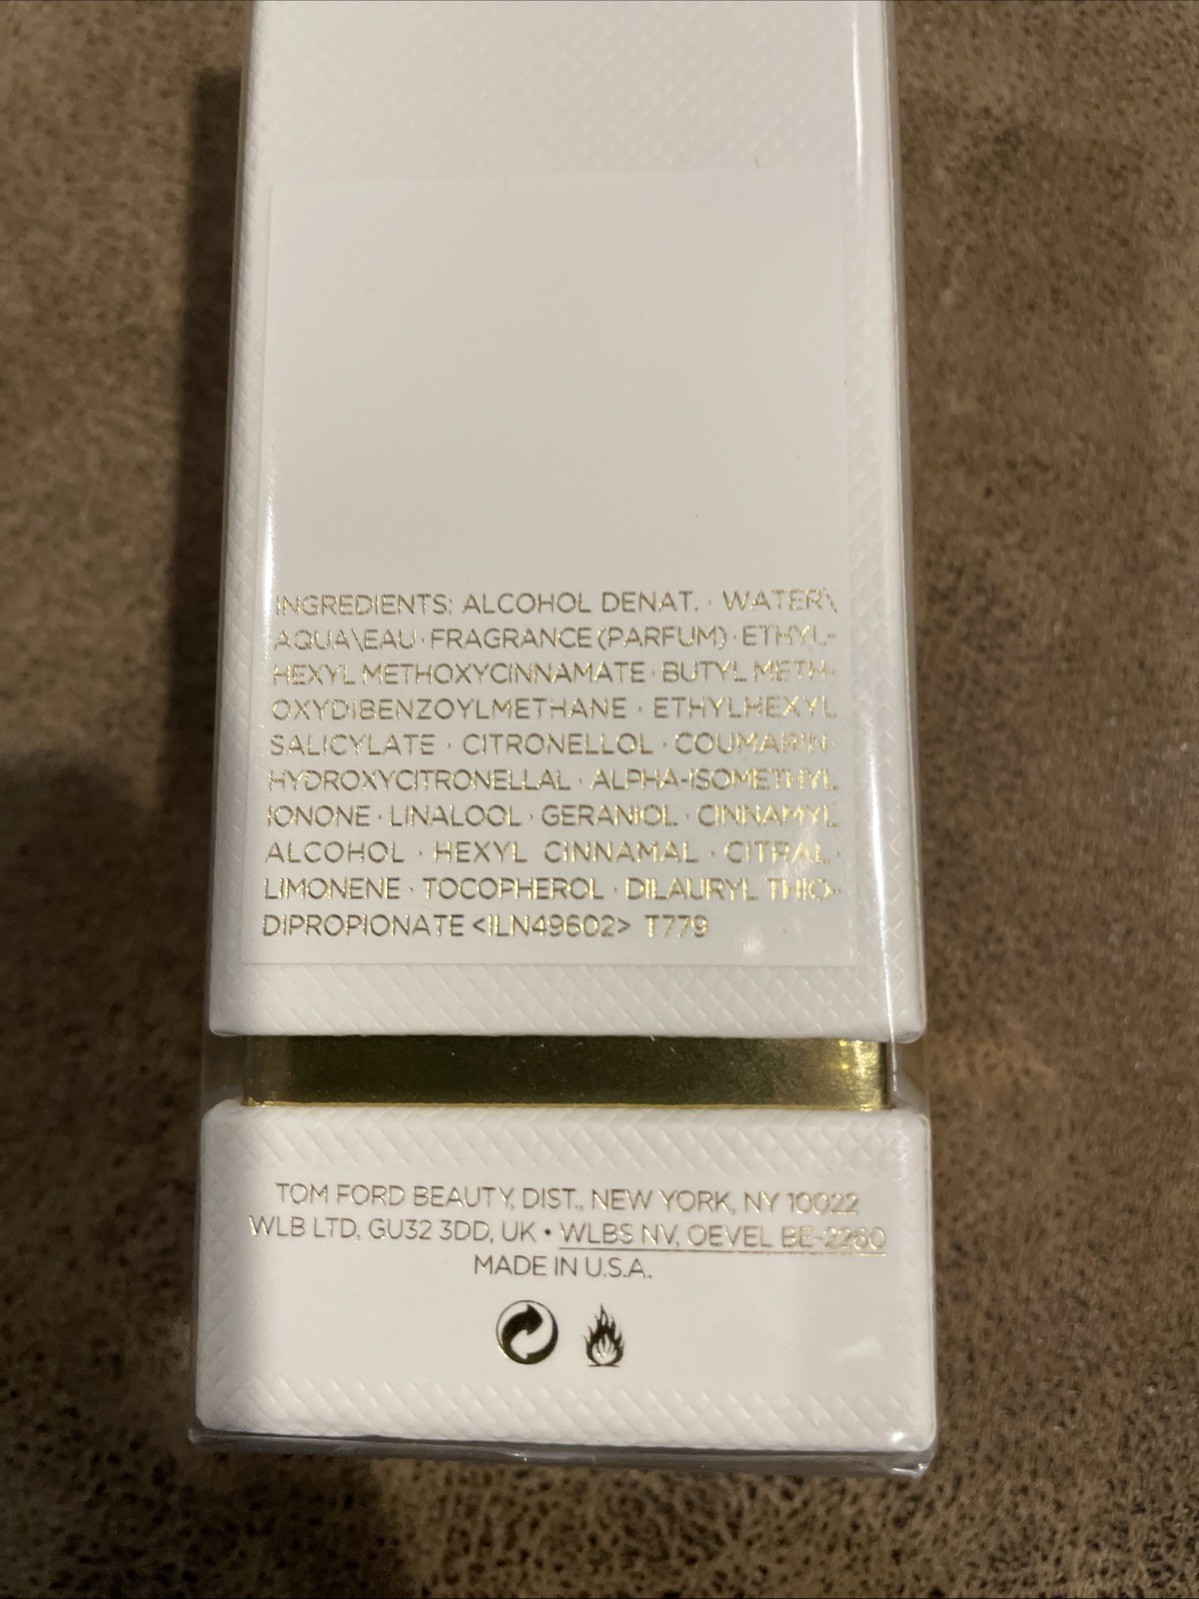 INGREDIENTS: ALCOHOL DENAT. · WATER\
AQUA\EAU · FRAGRANCE (PARFUM) · ETHYL-
HEXYL METHOXYCINNAMATE · BUTYL METH-
OXYDIBENZOYLMETHANE · ETHYLHEXYL
SALICYLATE · CITRONELLOL · COUMARIN ·
HYDROXYCITRONELLAL · ALPHA-ISOMETHYL
IONONE · LINALOOL · GERANIOL · CINNAMYL
ALCOHOL · HEXYL CINNAMAL · CITRAL ·
LIMONENE · TOCOPHEROL · DILAURYL THIO-
DIPROPIONATE <ILN49602> T779
TOM FORD BEAUTY, DIST., NEW YORK, NY 10022
WLB LTD, GU32 3DD, UK • WLBS NV, OEVEL BE-2260
MADE IN U.S.A.